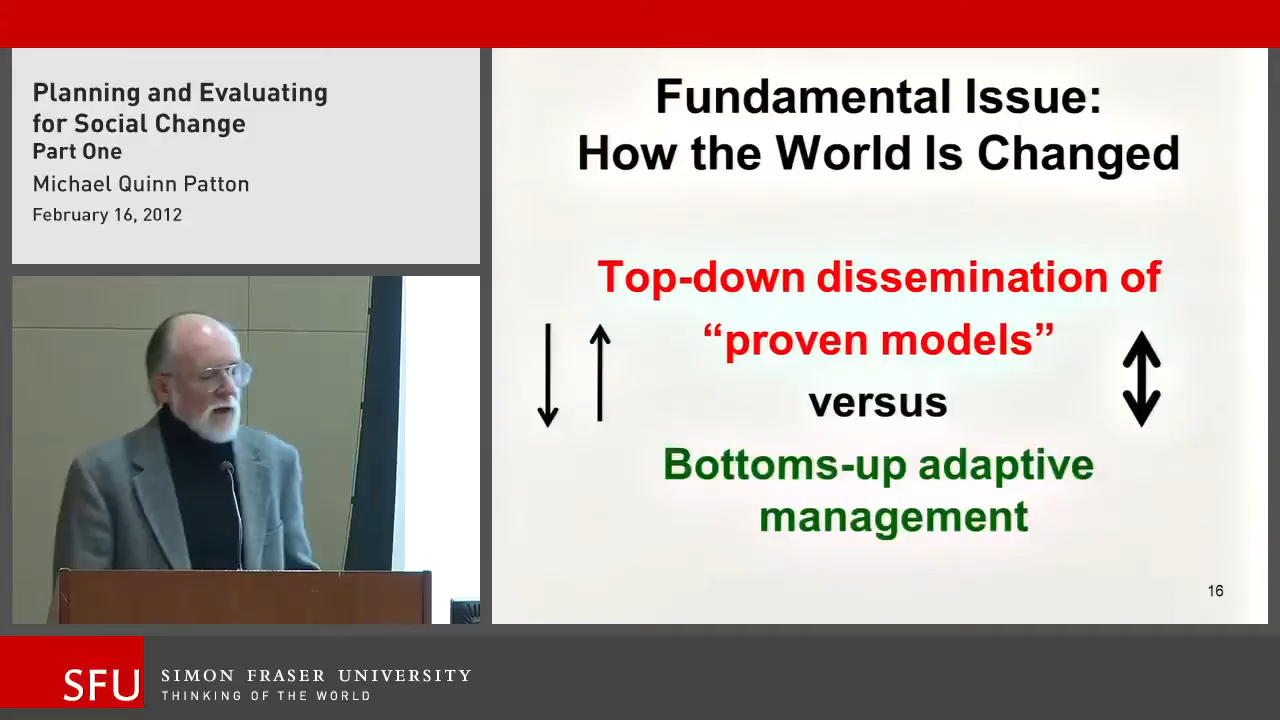 Planning and Evaluating
for Social Change
Part One
Michael Quinn Patton
February 16, 2012
Fundamental Issue:
How the World Is Changed
Top-down dissemination of
“proven models”
versus
Bottoms-up adaptive
management
16
SFU
SIMON FRASER UNIVERSITY
THINKING OF THE WORLD